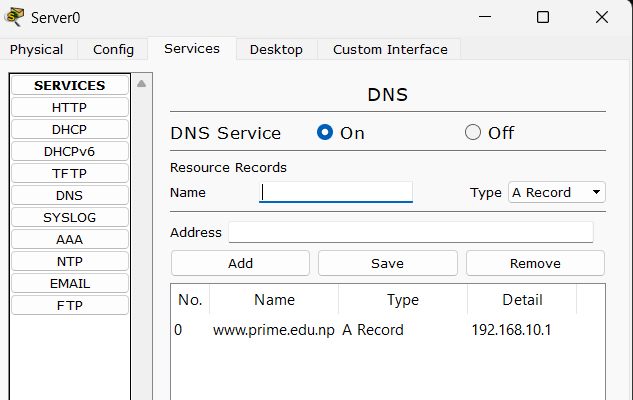 Server0
Physical Config Services Desktop Custom Interface
SERVICES
HTTP
DHCP
DHCPv6
TFTP
DNS
SYSLOG
AAA
NTP
EMAIL
FTP
DNS
DNS Service On Off
Resource Records
Name Type A Record
Address
Add Save Remove
No. Name Type Detail
0 www.prime.edu.np A Record 192.168.10.1